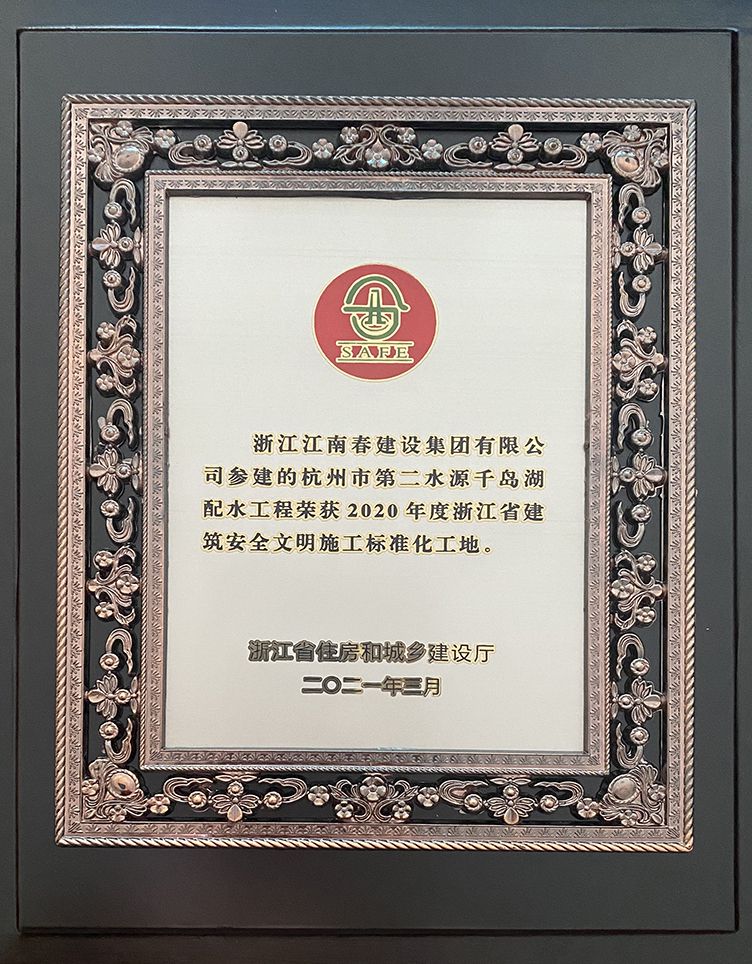 SAFE
浙江江南春建设集团有限公
司参建的杭州市第二水源千岛湖
配水工程荣获2020年度浙江省建
筑安全文明施工标准化工地。
浙江省住房和城乡建设厅
二〇二一年三月